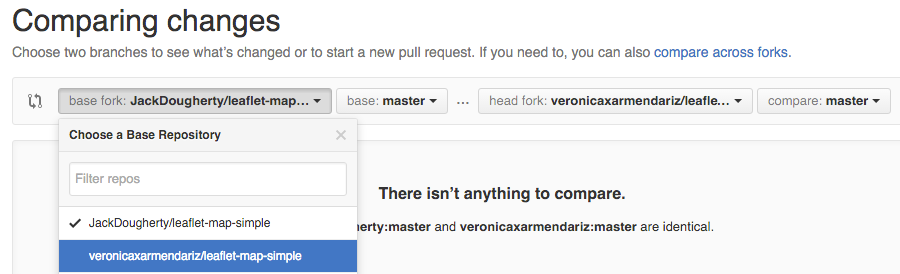 Comparing changes
Choose two branches to see what's changed or to start a new pull request. If you need to, you can also compare across forks.
base fork: JackDougherty/leaflet-map... base: master ... head fork: veronicaxarmendariz/leafle... compare: master
Choose a Base Repository
Filter repos
There isn't anything to compare.
JackDougherty/leaflet-map-simple
erty:master and veronicaxarmendariz:master are identical.
veronicaxarmendariz/leaflet-map-simple